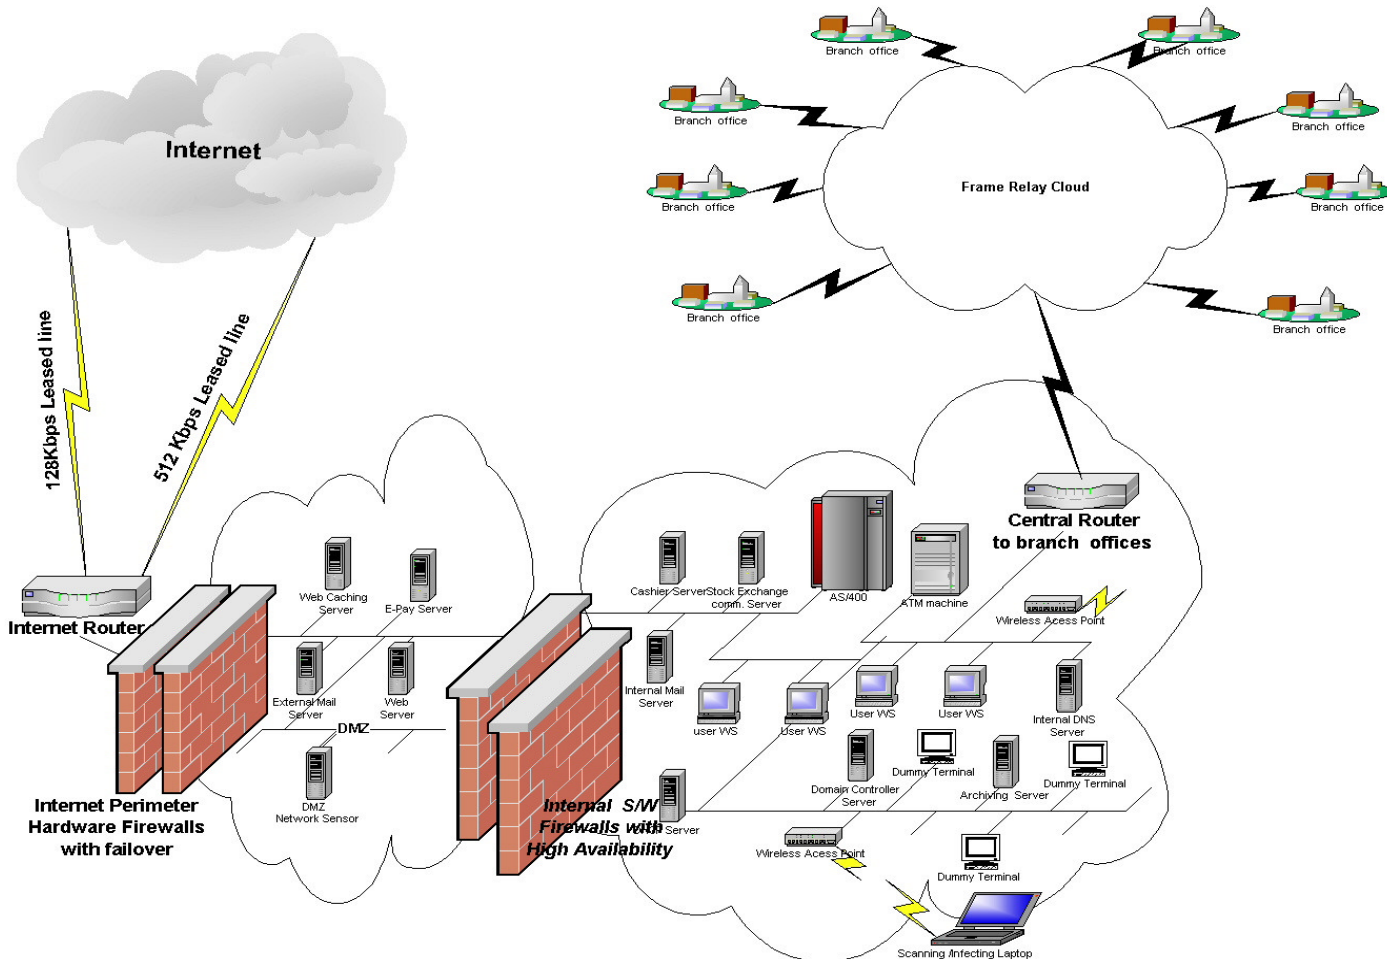 Branch office
Branch office
Branch office
Branch office
Internet
Frame Relay Cloud
Branch office
Branch office
Branch office
Branch office
128Kbps Leased line
512 Kbps Leased line
Central Router
to branch offices
Internet Router
Web Caching
Server
E-Pay Server
Cashier Server
Stock Exchange
comm. Server
AS/400
ATM machine
Wireless Acess Point
External Mail
Server
Web
Server
Internal Mail
Server
user WS
User WS
User WS
User WS
Internal DNS
Server
DMZ
DMZ
Network Sensor
Domain Controller
Server
Dummy Terminal
Archiving Server
Dummy Terminal
Internet Perimeter
Hardware Firewalls
with failover
Internal S/W
Firewalls with
High Availability
Server
Wireless Acess Point
Dummy Terminal
Scanning /Infecting Laptop